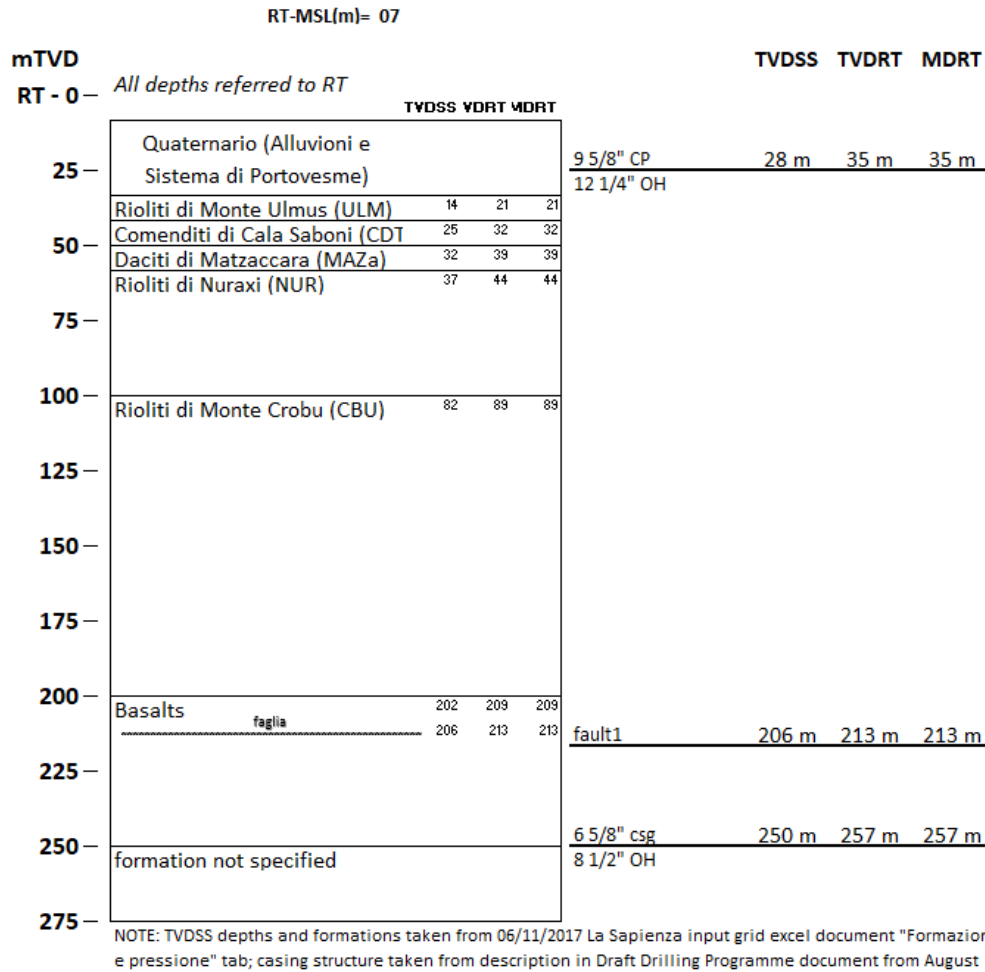 RT-MSL(m)= 07
mTVD TVDSS TVDRT MDRT
RT - 0 All depths referred to RT
TVDSS VDRT MDRT
Quaternario (Alluvioni e
Sistema di Portovesme)
25 9 5/8" CP 28 m 35 m 35 m
12 1/4" OH
Rioliti di Monte Ulmus (ULM) 14 21 21
Comenditi di Cala Saboni (CDT 25 32 32
50
Daciti di Matzaccara (MAZa) 32 39 39
Rioliti di Nuraxi (NUR) 37 44 44
75
100
Rioliti di Monte Crobu (CBU) 82 89 89
125
150
175
200
Basalts 202 209 209
faglia 206 213 213 fault1 206 m 213 m 213 m
225
250 6 5/8" csg 250 m 257 m 257 m
formation not specified 8 1/2" OH
275
NOTE: TVDSS depths and formations taken from 06/11/2017 La Sapienza input grid excel document "Formazion
e pressione" tab; casing structure taken from description in Draft Drilling Programme document from August